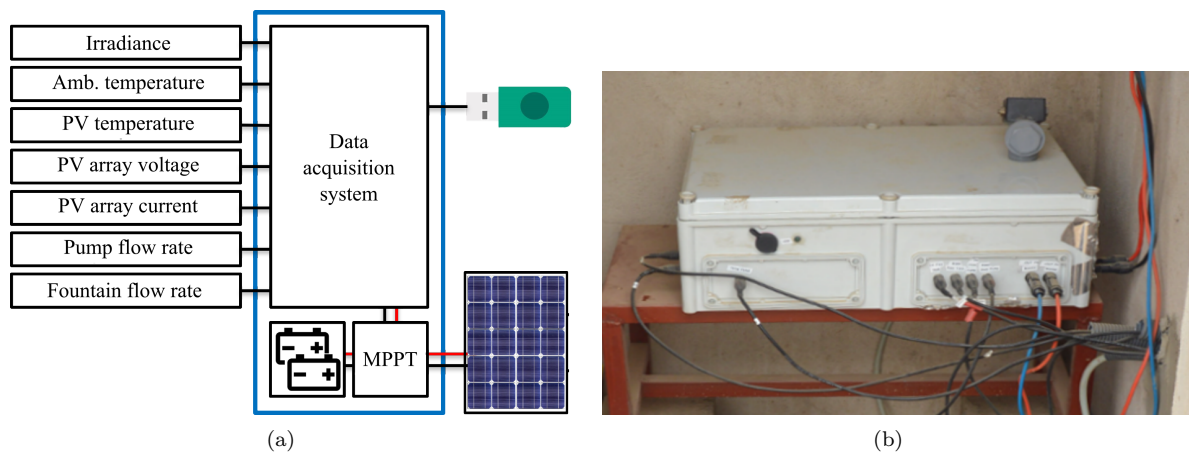 Irradiance
Amb. temperature
PV temperature
PV array voltage
PV array current
Pump flow rate
Fountain flow rate
Data
acquisition
system
MPPT
(a)
(b)